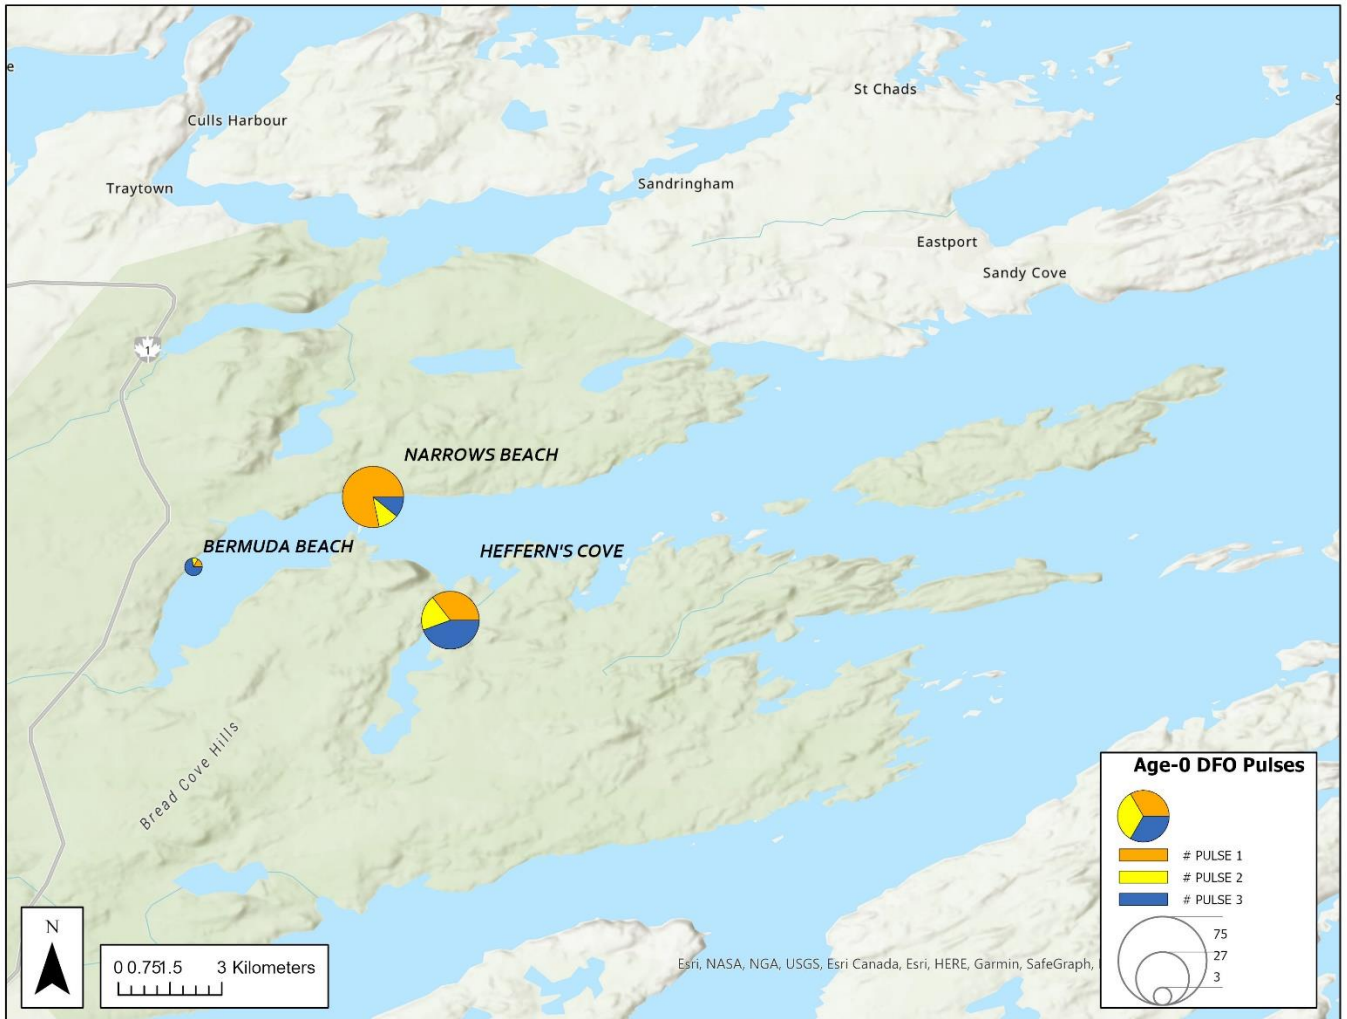 e
St Chads
S
Culls Harbour
Sandringham
Traytown
Eastport
Sandy Cove
1
NARROWS BEACH
BERMUDA BEACH
HEFFERN'S COVE
Bread Cove Hills
Age-0 DFO Pulses
# PULSE 1
# PULSE 2
# PULSE 3
75
27
3
N
0 0.751.5 3 Kilometers
Esri, NASA, NGA, USGS, Esri Canada, Esri, HERE, Garmin, SafeGraph,